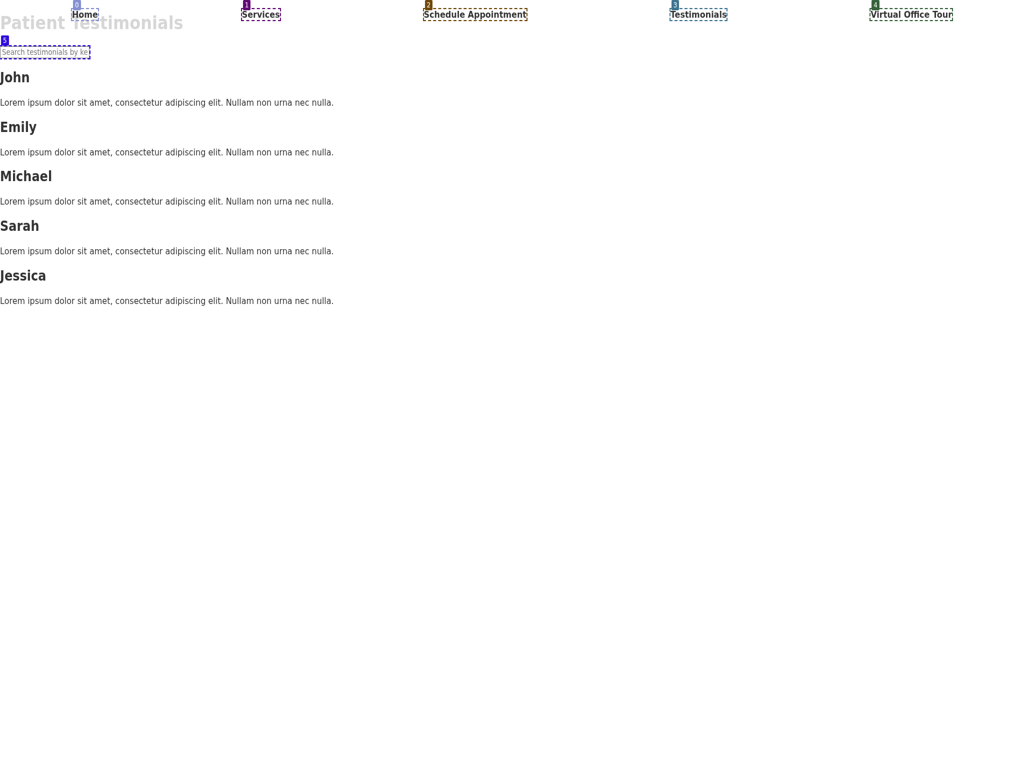 0 1 2 3 4
Home Services Schedule Appointment Testimonials Virtual Office Tour
Patient Testimonials
5
Search testimonials by ke
John
Lorem ipsum dolor sit amet, consectetur adipiscing elit. Nullam non urna nec nulla.
Emily
Lorem ipsum dolor sit amet, consectetur adipiscing elit. Nullam non urna nec nulla.
Michael
Lorem ipsum dolor sit amet, consectetur adipiscing elit. Nullam non urna nec nulla.
Sarah
Lorem ipsum dolor sit amet, consectetur adipiscing elit. Nullam non urna nec nulla.
Jessica
Lorem ipsum dolor sit amet, consectetur adipiscing elit. Nullam non urna nec nulla.